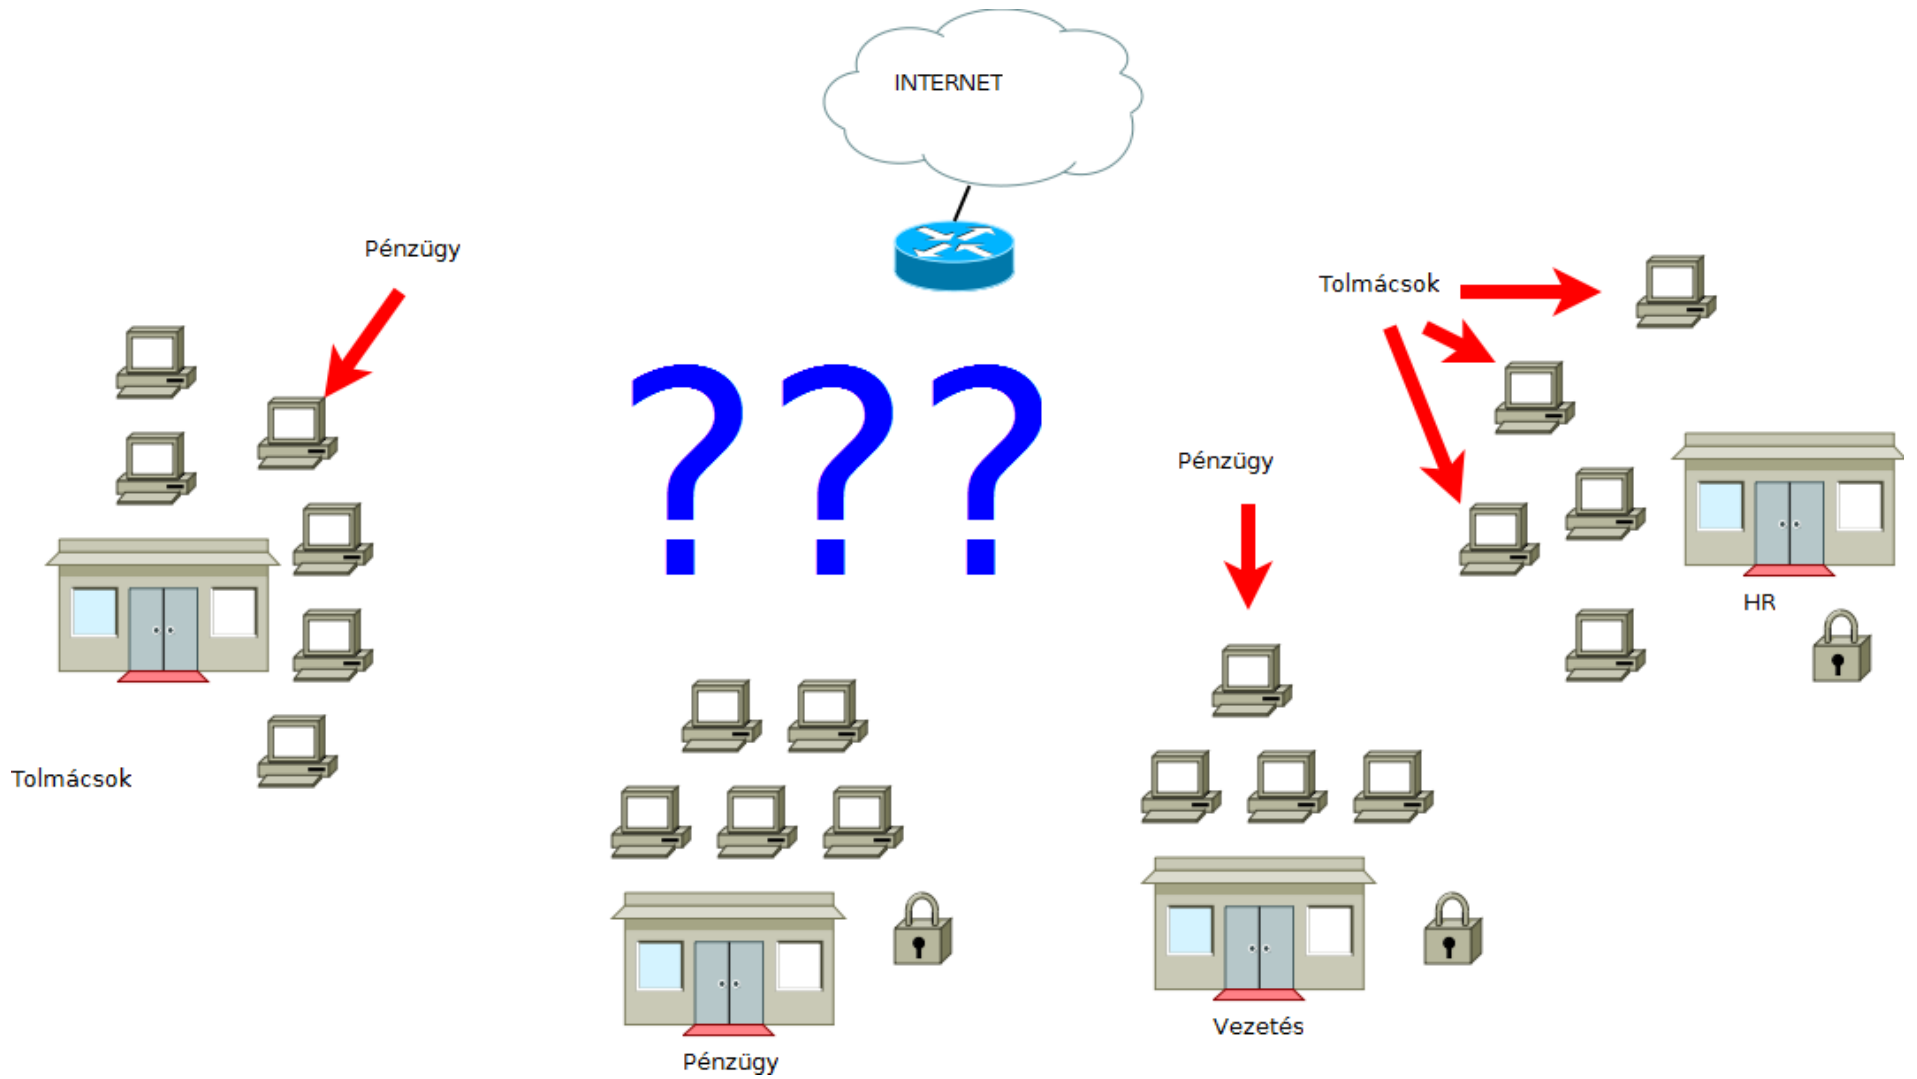 INTERNET
Pénzügy
Tolmácsok
Pénzügy
HR
Tolmácsok
Vezetés
Pénzügy
???